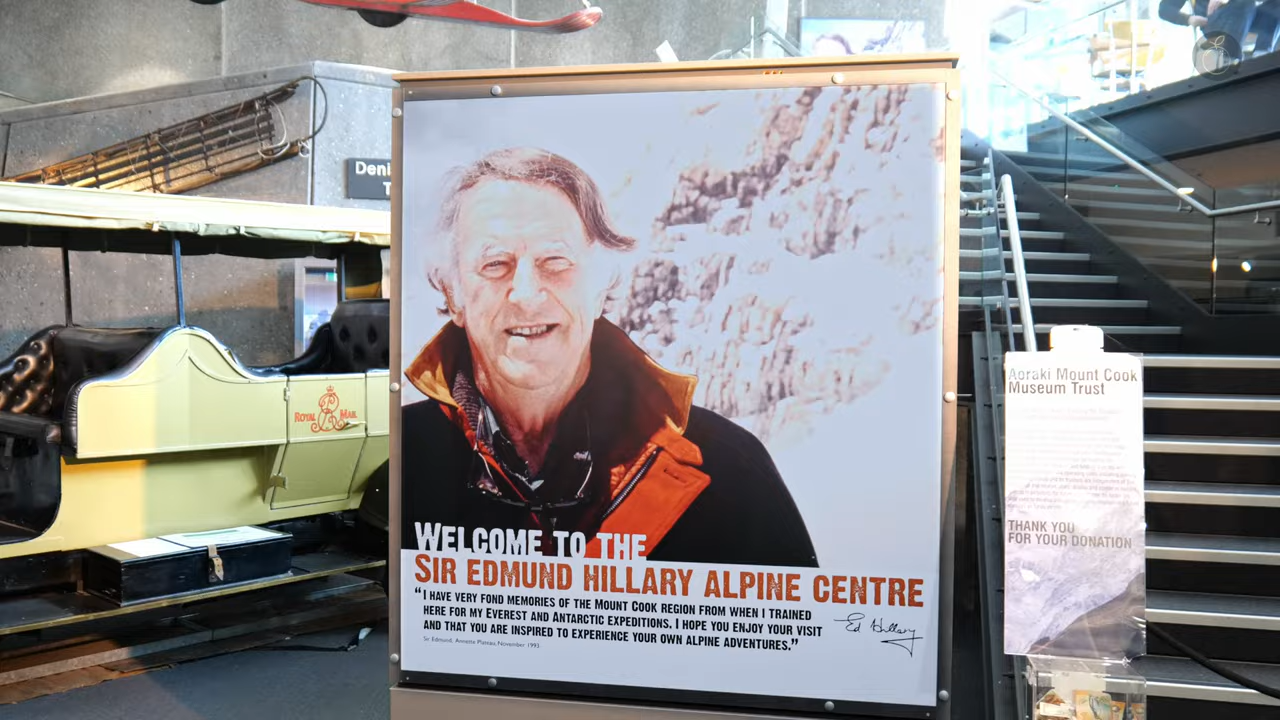 Deni
T
ROYAL MAIL
WELCOME TO THE
SIR EDMUND HILLARY ALPINE CENTRE
“I HAVE VERY FOND MEMORIES OF THE MOUNT COOK REGION FROM WHEN I TRAINED
HERE FOR MY EVEREST AND ANTARCTIC EXPEDITIONS. I HOPE YOU ENJOY YOUR VISIT
AND THAT YOU ARE INSPIRED TO EXPERIENCE YOUR OWN ALPINE ADVENTURES.”
Ed Hillary
Sir Edmund, Annette Plateau, November 1993
Aoraki Mount Cook
Museum Trust
THANK YOU
FOR YOUR DONATION